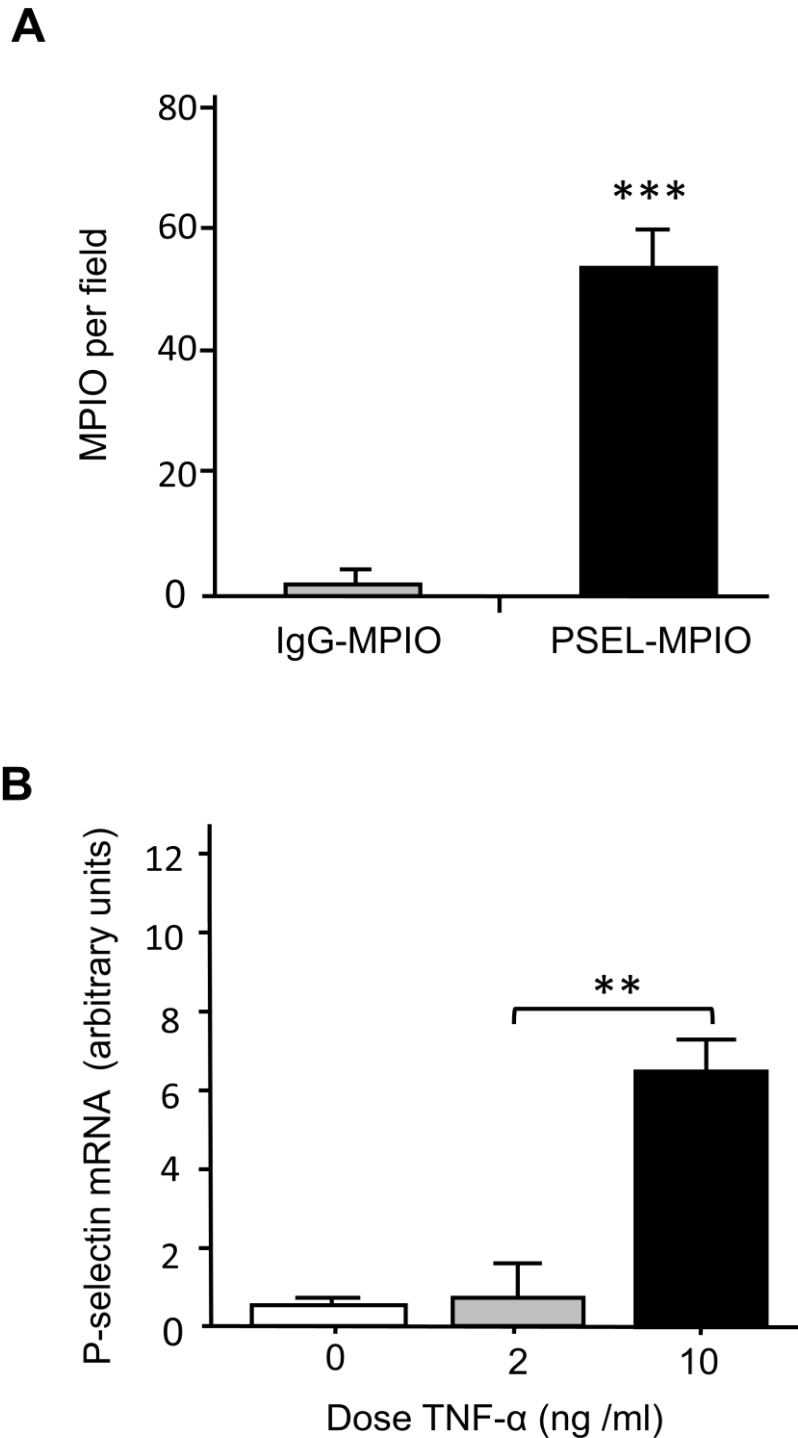 A
MPIO per field
80
60
40
20
0
***
IgG-MPIO PSEL-MPIO
B
P-selectin mRNA (arbitrary units)
12
10
8
6
4
2
0
**
0 2 10
Dose TNF-α (ng /ml)